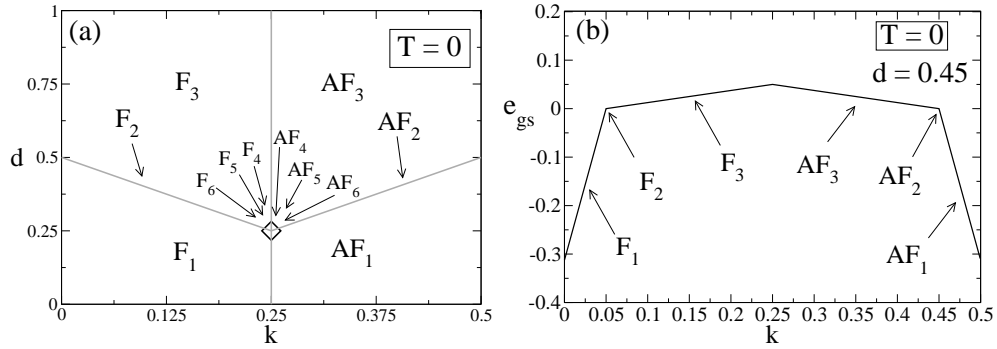 (a)
T = 0
1
0.75
0.5
0.25
0
d
F₃
AF₃
F₂
AF₂
F₄
AF₄
F₅
AF₅
F₆
AF₆
F₁
AF₁
0
0.125
0.25
0.375
0.5
k
(b)
T = 0
d = 0.45
0.2
0.1
0
-0.1
-0.2
-0.3
-0.4
e_gs
F₂
F₃
AF₃
AF₂
F₁
AF₁
0
0.05
0.1
0.15
0.2
0.25
0.3
0.35
0.4
0.45
0.5
k